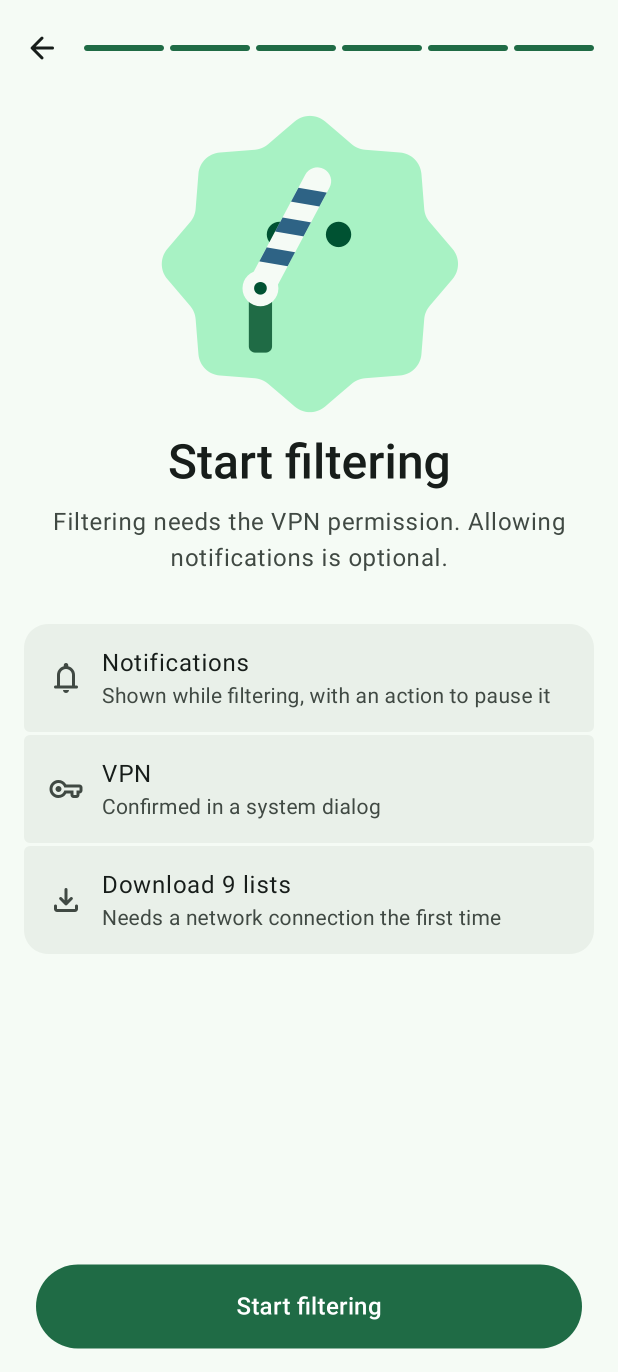 Start filtering
Filtering needs the VPN permission. Allowing
notifications is optional.
Notifications
Shown while filtering, with an action to pause it
VPN
Confirmed in a system dialog
Download 9 lists
Needs a network connection the first time
Start filtering